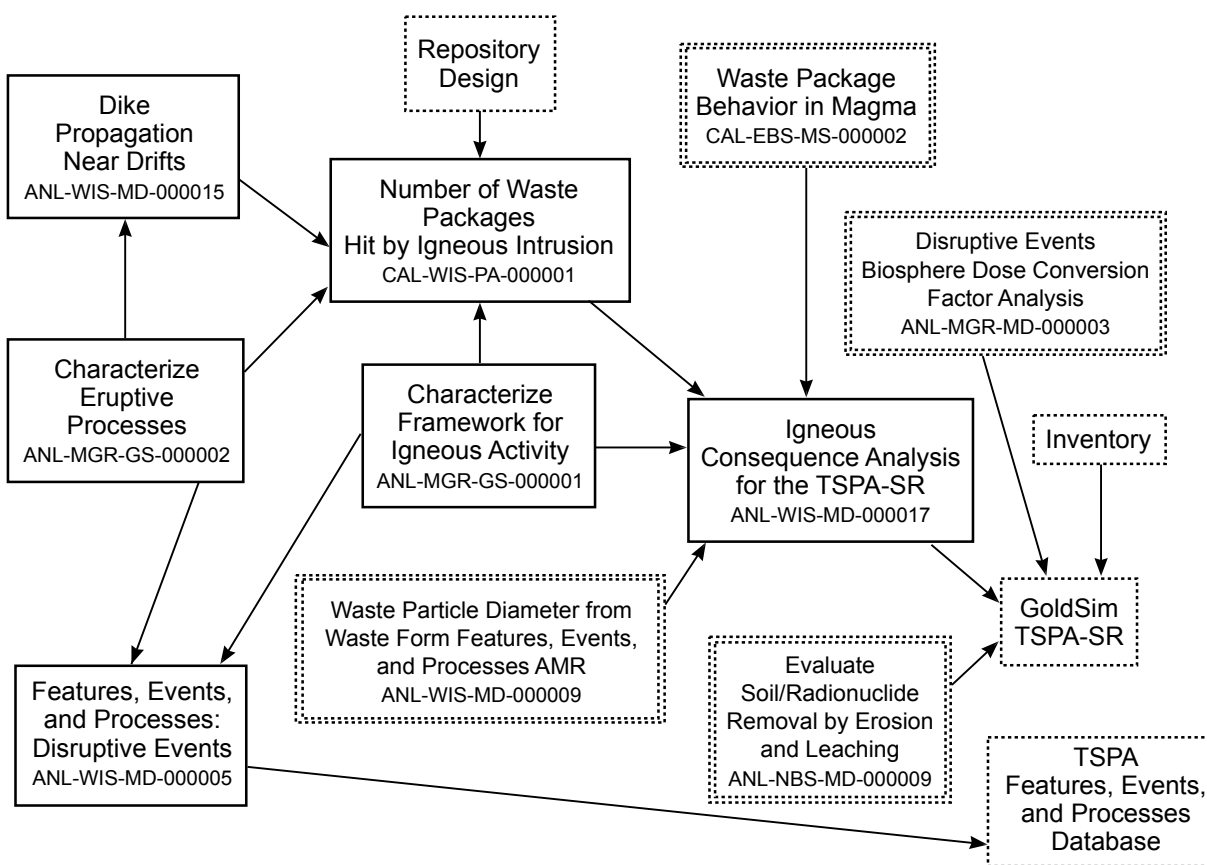 Repository
Design
Waste Package
Behavior in Magma
CAL-EBS-MS-000002
Dike
Propagation
Near Drifts
ANL-WIS-MD-000015
Number of Waste
Packages
Hit by Igneous Intrusion
CAL-WIS-PA-000001
Disruptive Events
Biosphere Dose Conversion
Factor Analysis
ANL-MGR-MD-000003
Characterize
Eruptive
Processes
ANL-MGR-GS-000002
Characterize
Framework for
Igneous Activity
ANL-MGR-GS-000001
Igneous
Consequence Analysis
for the TSPA-SR
ANL-WIS-MD-000017
Inventory
Waste Particle Diameter from
Waste Form Features, Events,
and Processes AMR
ANL-WIS-MD-000009
GoldSim
TSPA-SR
Evaluate
Soil/Radionuclide
Removal by Erosion
and Leaching
ANL-NBS-MD-000009
Features, Events,
and Processes:
Disruptive Events
ANL-WIS-MD-000005
TSPA
Features, Events,
and Processes
Database